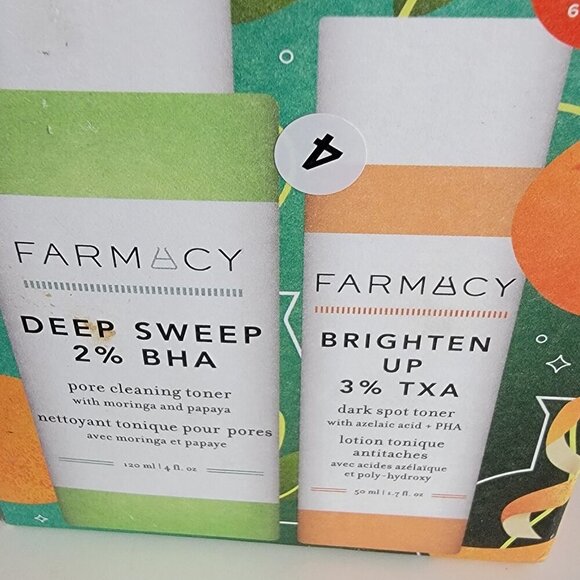 6
4
FARMACY
DEEP SWEEP
2% BHA
pore cleaning toner
with moringa and papaya
nettoyant tonique pour pores
avec moringa et papaye
120 ml | 4 fl. oz
FARMACY
BRIGHTEN
UP
3% TXA
dark spot toner
with azelaic acid + PHA
lotion tonique
antitaches
avec acides azélaïque
et poly-hydroxy
50 ml | 1.7 fl. oz